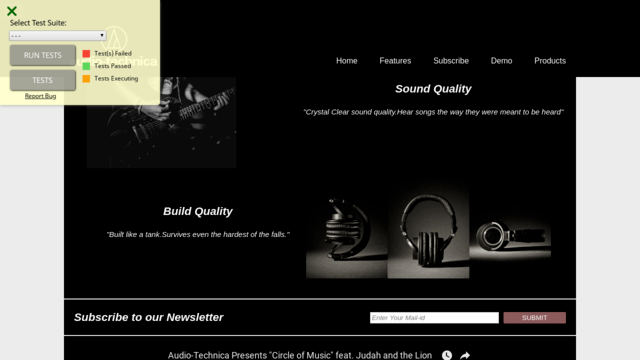 Select Test Suite:
- - -
RUN TESTS
TESTS
Report Bug
Test(s) Failed
Tests Passed
Tests Executing
Home
Features
Subscribe
Demo
Products
Sound Quality
"Crystal Clear sound quality.Hear songs the way they were meant to be heard"
Build Quality
"Built like a tank.Survives even the hardest of the falls."
Subscribe to our Newsletter
Enter Your Mail-id
SUBMIT
Audio-Technica Presents "Circle of Music" feat. Judah and the Lion